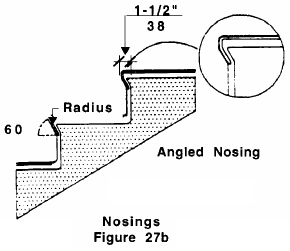 1-1/2"
38
Radius
60
Angled Nosing
Nosings
Figure 27b